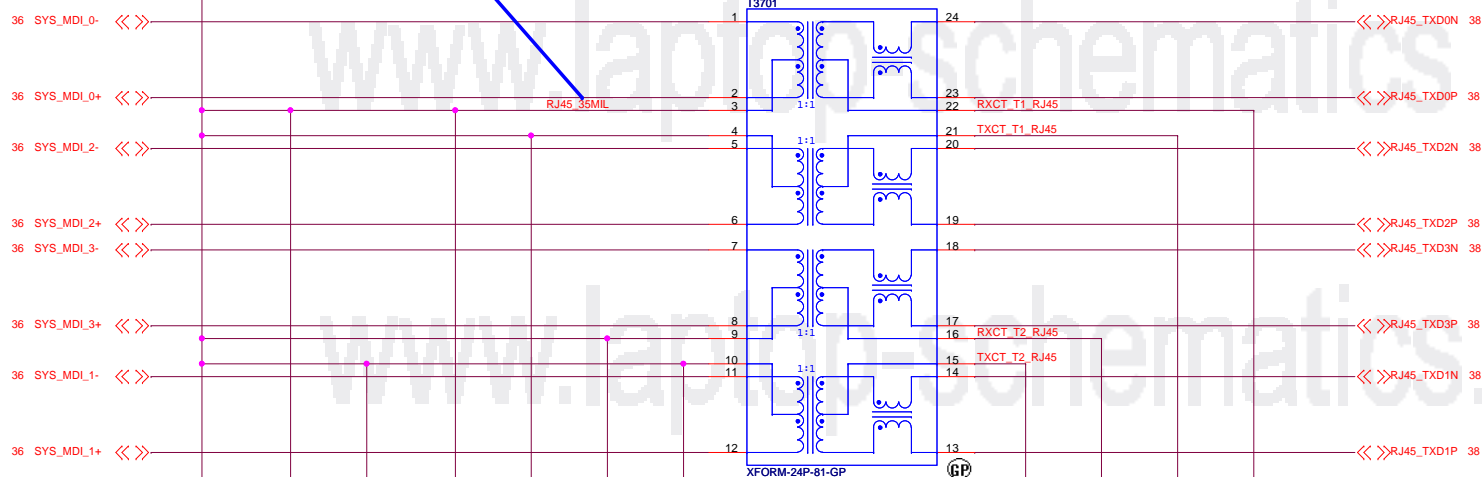 T3701
36 SYS_MDI_0- 1 24 RJ45_TXD0N 38
36 SYS_MDI_0+ 2 23 RJ45_TXD0P 38
RJ45_35MIL 3 1:1 22 RXCT_T1_RJ45
4 21 TXCT_T1_RJ45
1:1
36 SYS_MDI_2- 5 20 RJ45_TXD2N 38
36 SYS_MDI_2+ 6 19 RJ45_TXD2P 38
36 SYS_MDI_3- 7 18 RJ45_TXD3N 38
36 SYS_MDI_3+ 8 17 RJ45_TXD3P 38
9 1:1 16 RXCT_T2_RJ45
10 15 TXCT_T2_RJ45
1:1
36 SYS_MDI_1- 11 14 RJ45_TXD1N 38
36 SYS_MDI_1+ 12 13 RJ45_TXD1P 38
XFORM-24P-81-GP GP
www.laptop-schematics
www.laptop-schematics.